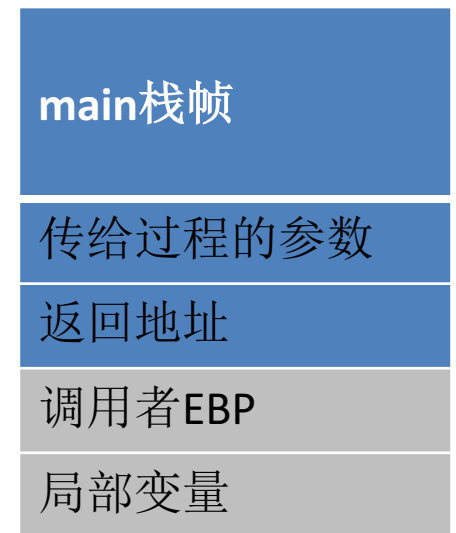 main栈帧
传给过程的参数
返回地址
调用者EBP
局部变量